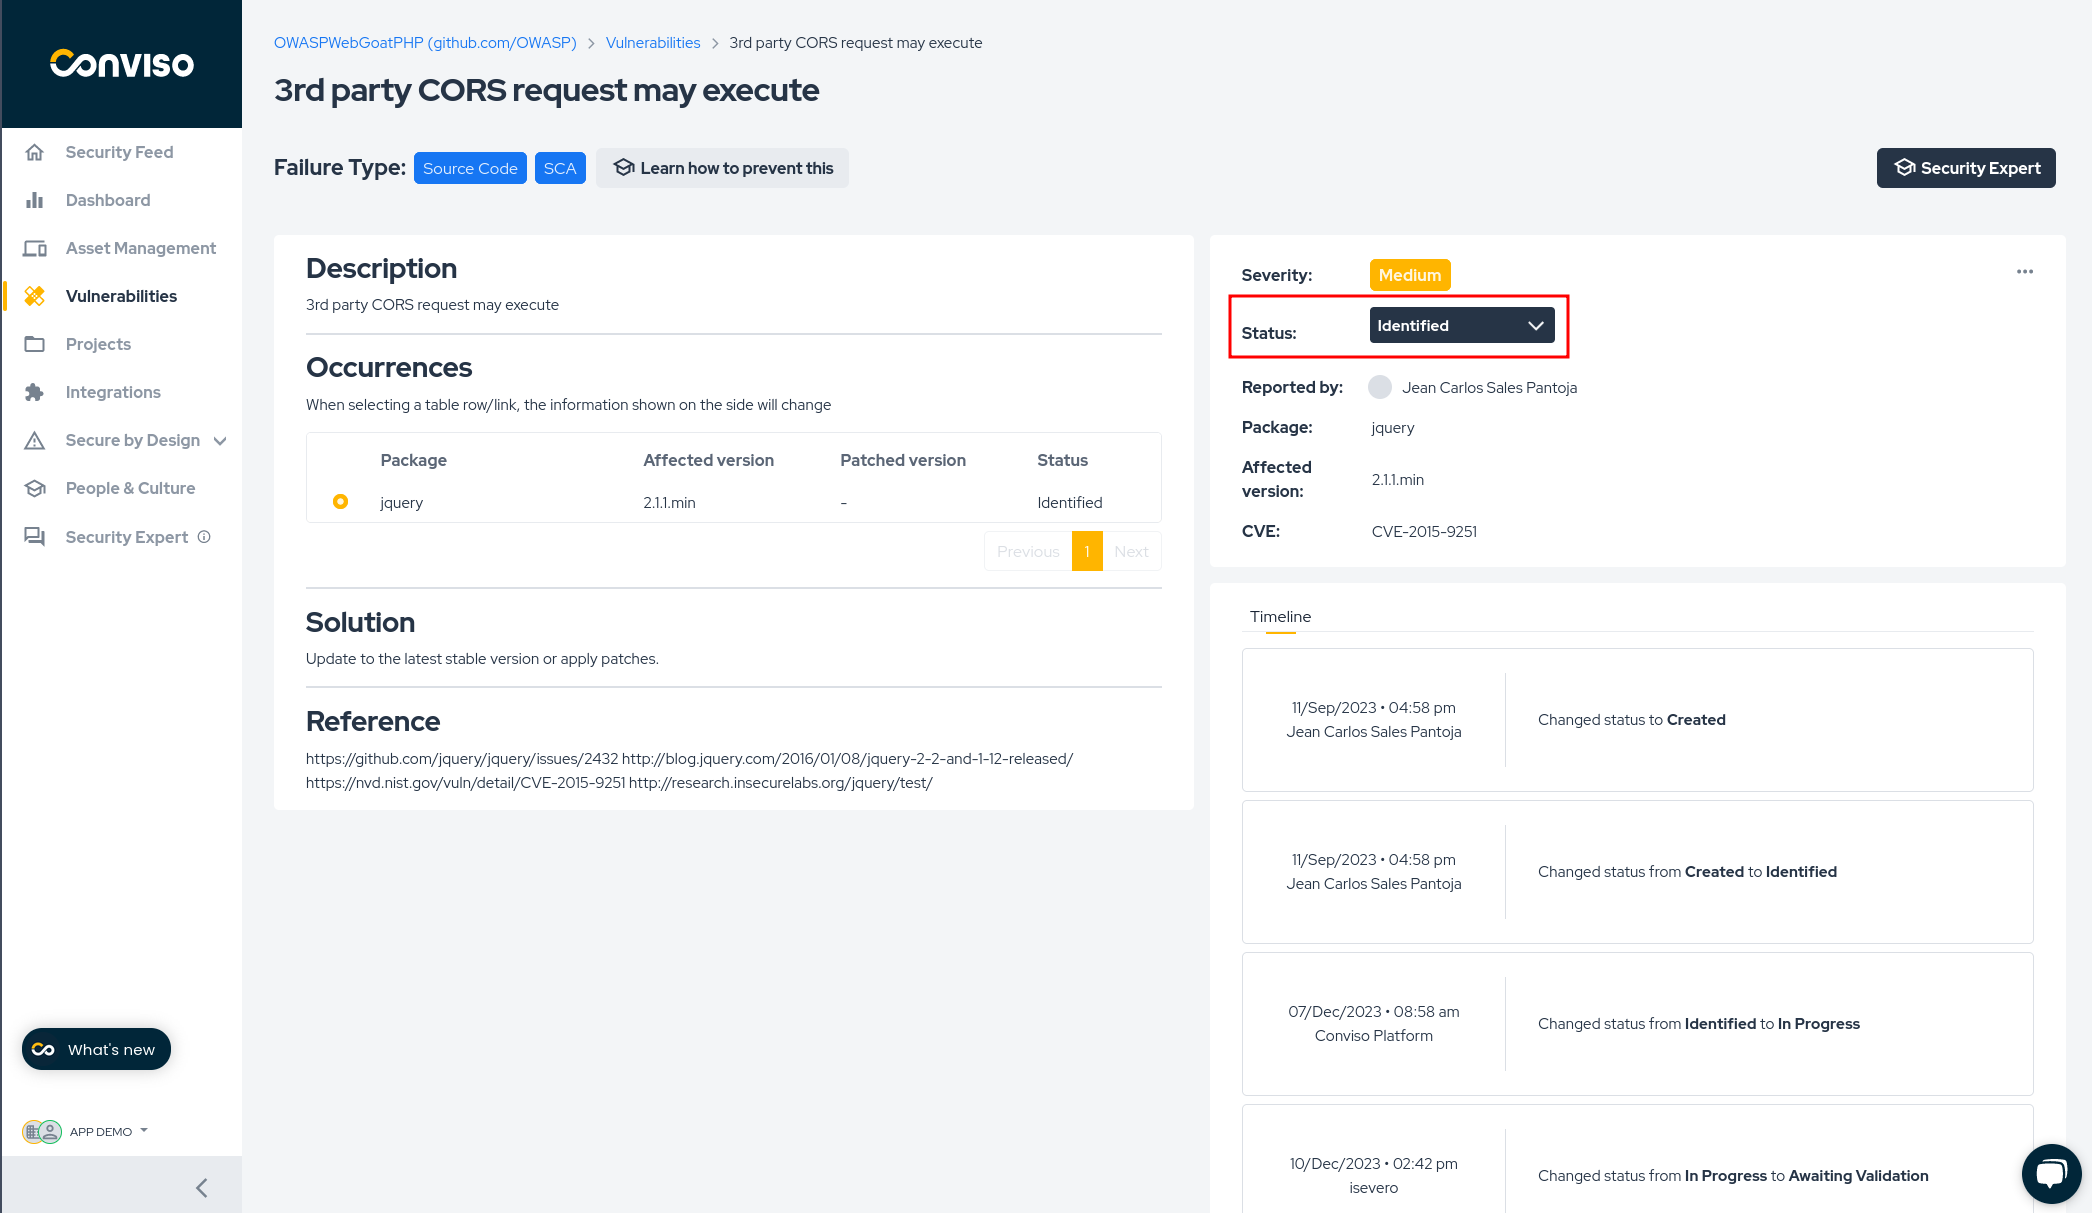 CONVISO
Security Feed
Dashboard
Asset Management
Vulnerabilities
Projects
Integrations
Secure by Design
People & Culture
Security Expert
What's new
APP DEMO
OWASPWebGoatPHP (github.com/OWASP) > Vulnerabilities > 3rd party CORS request may execute
3rd party CORS request may execute
Failure Type: Source Code SCA Learn how to prevent this
Security Expert
Description
3rd party CORS request may execute
Occurrences
When selecting a table row/link, the information shown on the side will change
Package Affected version Patched version Status
jquery 2.1.1.min - Identified
Previous 1 Next
Solution
Update to the latest stable version or apply patches.
Reference
https://github.com/jquery/jquery/issues/2432 http://blog.jquery.com/2016/01/08/jquery-2-2-and-1-12-released/
https://nvd.nist.gov/vuln/detail/CVE-2015-9251 http://research.insecurelabs.org/jquery/test/
Severity: Medium
Status: Identified
Reported by: Jean Carlos Sales Pantoja
Package: jquery
Affected
version: 2.1.1.min
CVE: CVE-2015-9251
Timeline
11/Sep/2023 • 04:58 pm
Jean Carlos Sales Pantoja
Changed status to Created
11/Sep/2023 • 04:58 pm
Jean Carlos Sales Pantoja
Changed status from Created to Identified
07/Dec/2023 • 08:58 am
Conviso Platform
Changed status from Identified to In Progress
10/Dec/2023 • 02:42 pm
isevero
Changed status from In Progress to Awaiting Validation